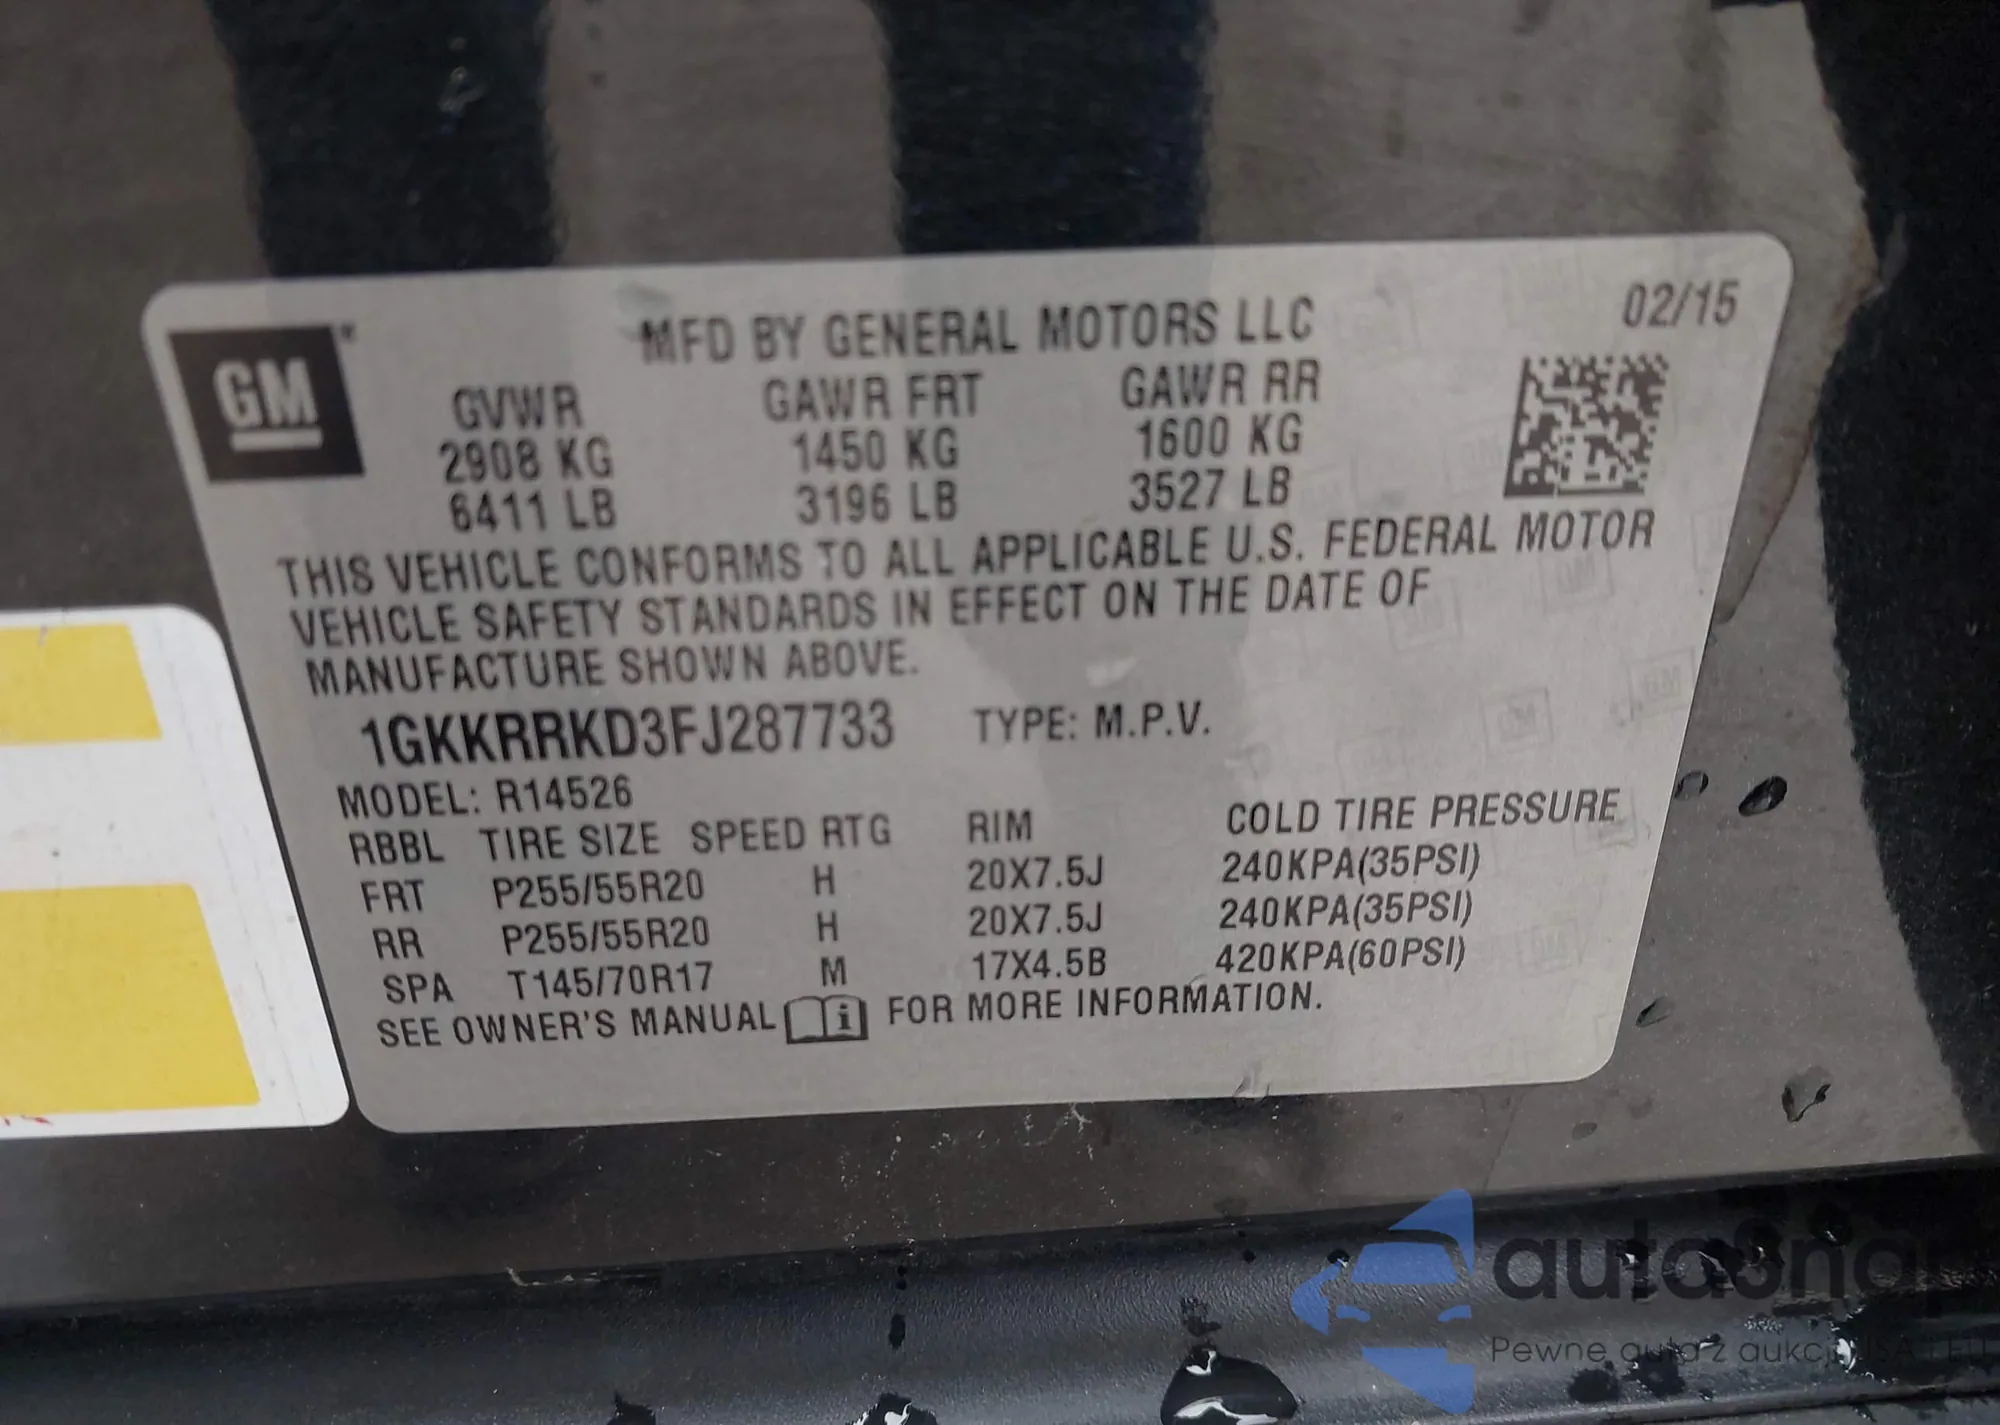 GM
MFD BY GENERAL MOTORS LLC
02/15
GVWR GAWR FRT GAWR RR
2908 KG 1450 KG 1600 KG
6411 LB 3196 LB 3527 LB
THIS VEHICLE CONFORMS TO ALL APPLICABLE U.S. FEDERAL MOTOR
VEHICLE SAFETY STANDARDS IN EFFECT ON THE DATE OF
MANUFACTURE SHOWN ABOVE.
1GKKRRKD3FJ287733 TYPE: M.P.V.
MODEL: R14526
RBBL TIRE SIZE SPEED RTG RIM COLD TIRE PRESSURE
FRT P255/55R20 H 20X7.5J 240KPA(35PSI)
RR P255/55R20 H 20X7.5J 240KPA(35PSI)
SPA T145/70R17 M 17X4.5B 420KPA(60PSI)
SEE OWNER'S MANUAL i FOR MORE INFORMATION.
autoSnap
Pewne auta z aukcji USA i EU